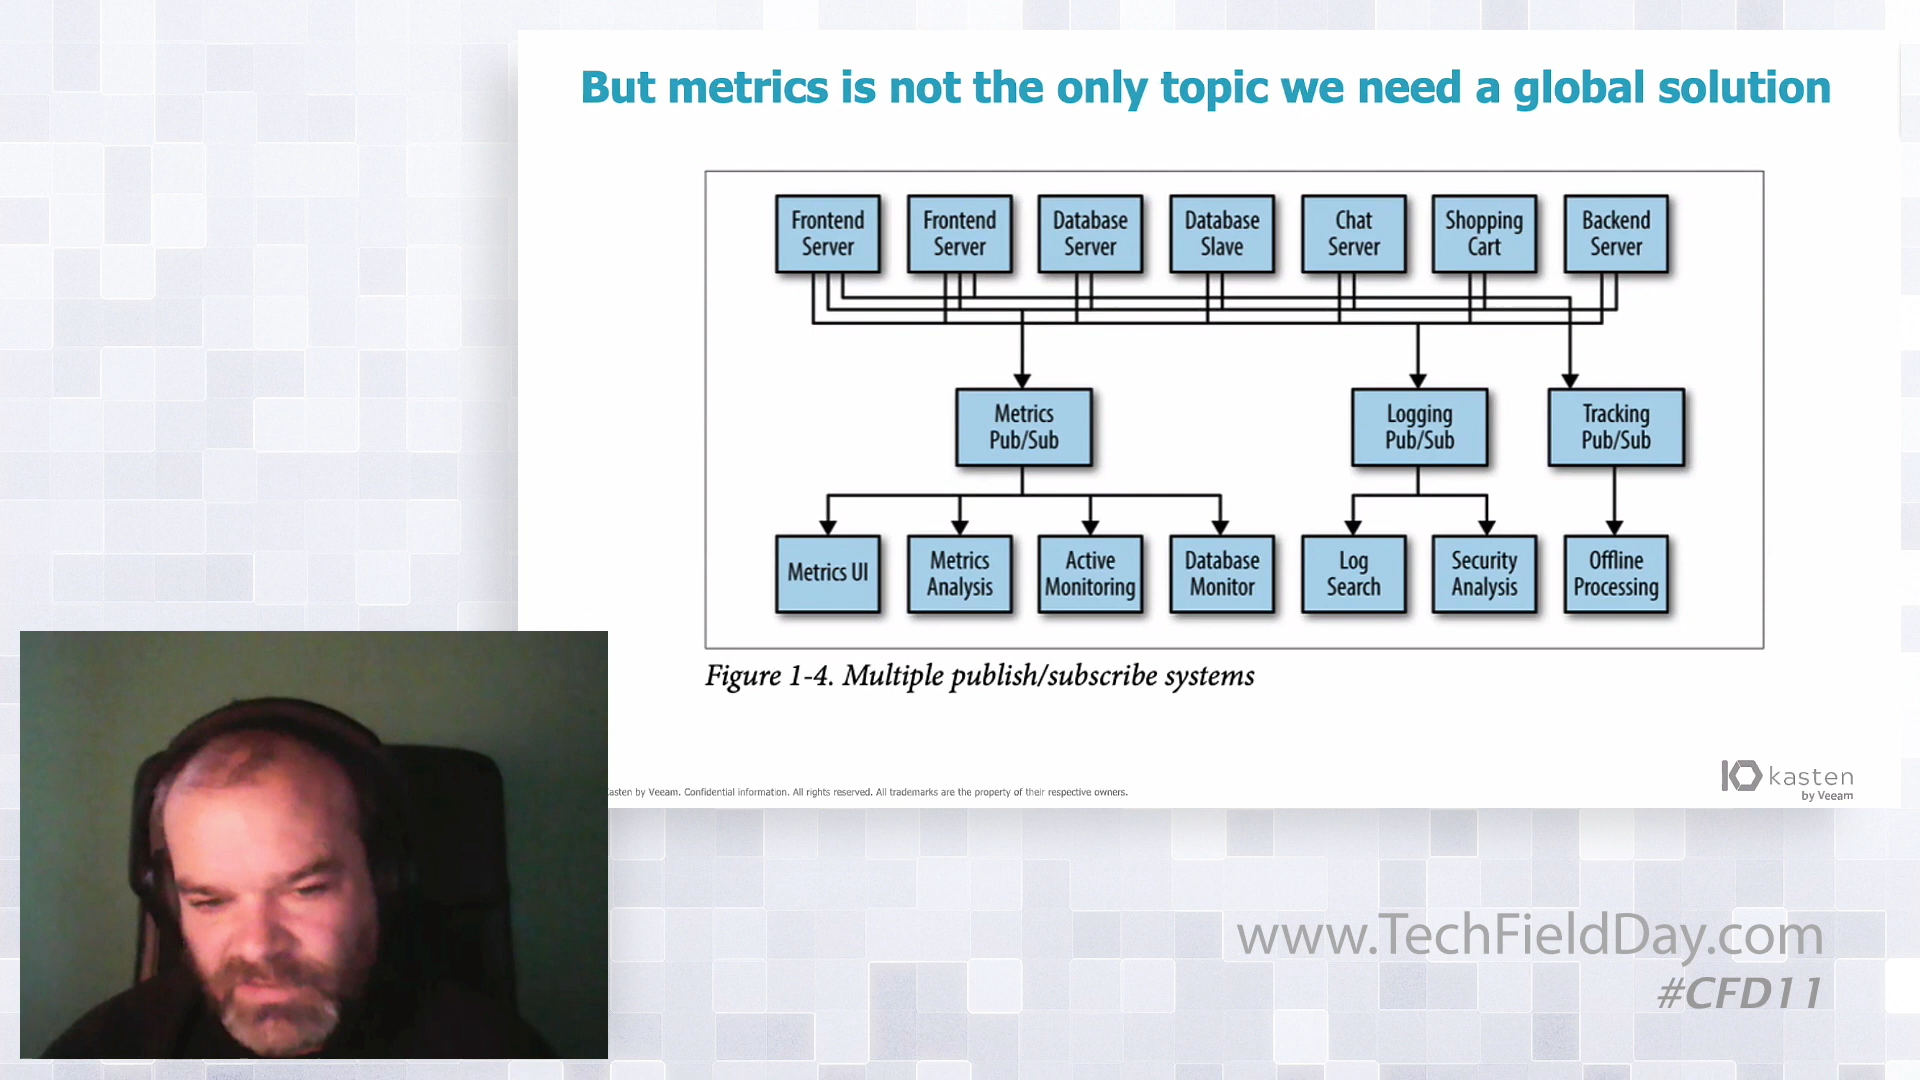 But metrics is not the only topic we need a global solution
Frontend
Server
Frontend
Server
Database
Server
Database
Slave
Chat
Server
Shopping
Cart
Backend
Server
Metrics
Pub/Sub
Logging
Pub/Sub
Tracking
Pub/Sub
Metrics UI
Metrics
Analysis
Active
Monitoring
Database
Monitor
Log
Search
Security
Analysis
Offline
Processing
Figure 1-4. Multiple publish/subscribe systems
asten by Veeam. Confidential information. All rights reserved. All trademarks are the property of their respective owners.
kasten
by Veeam
www.TechFieldDay.com
#CFD11